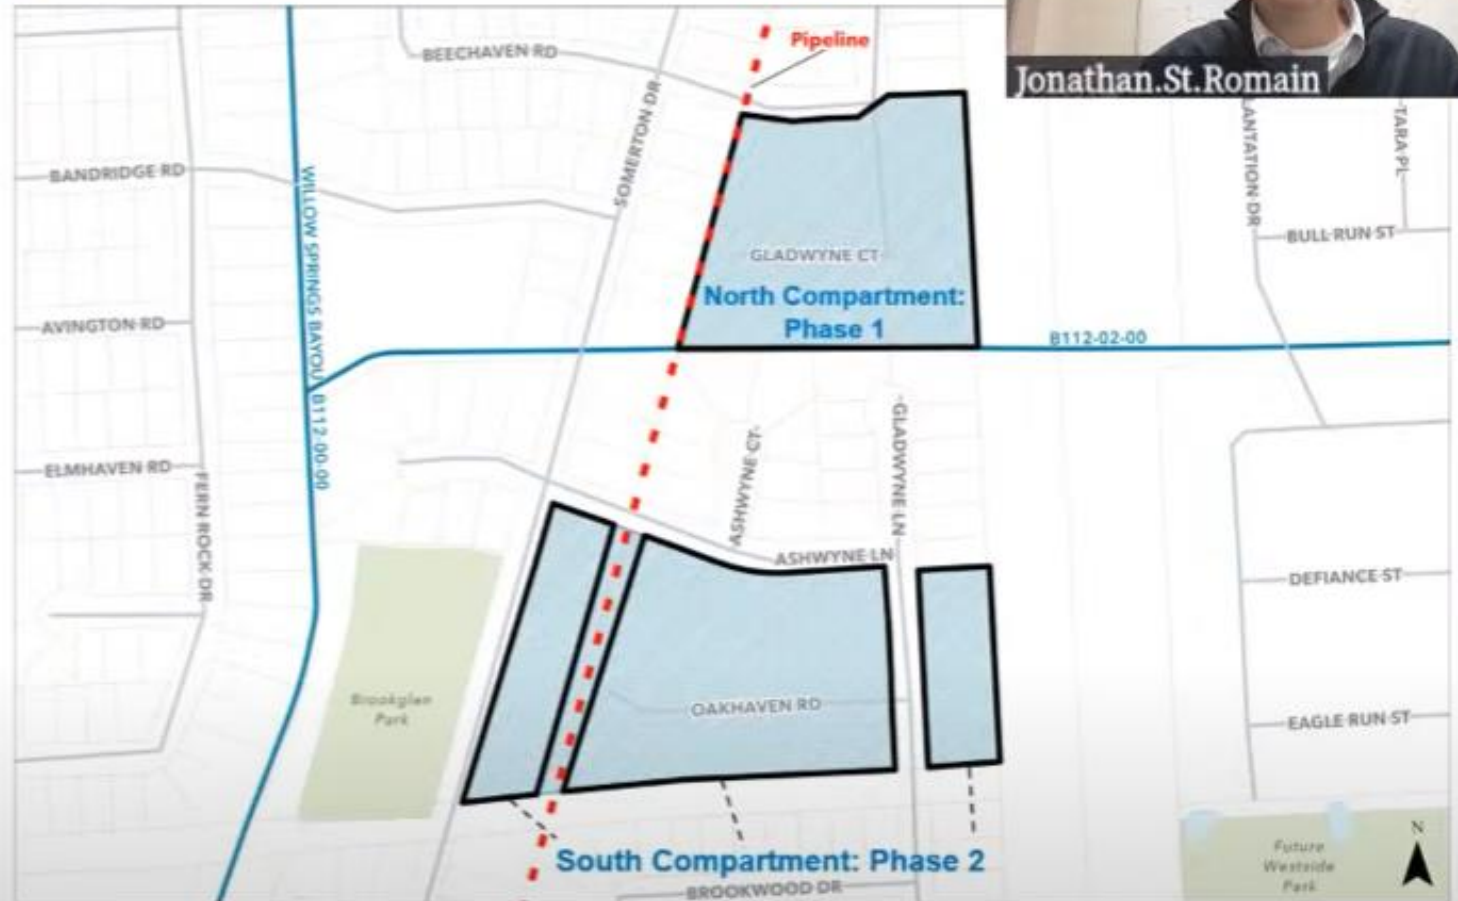 Pipeline
BEECHAVEN RD
Jonathan.St.Romain
SOMERTON DR
ANTATION DR
TARA PL
BANDRIDGE RD
WILLOW SPRINGS BAYOU B112-00-00
BULL RUN ST
GLADWYNE CT
North Compartment:
Phase 1
AVINGTON RD
B112-02-00
ELMHAVEN RD
FERN ROCK DR
ASHWYNE CT
GLADWYNE LN
ASHWYNE LN
DEFIANCE ST
Brookglen
Park
OAKHAVEN RD
EAGLE RUN ST
South Compartment: Phase 2
BROOKWOOD DR
Future
Westside
Park
N